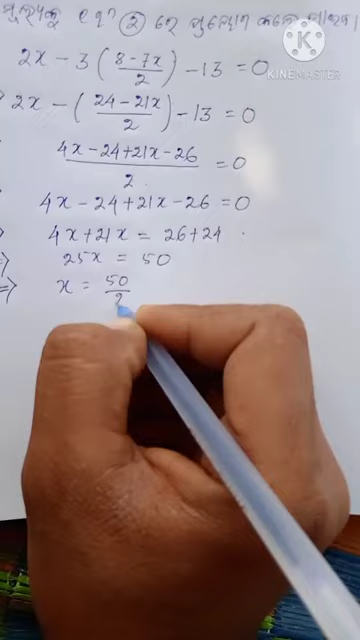 2x - 3 (8-7x/2) - 13 = 0
2x - (24-21x/2) - 13 = 0
4x-24+21x-26/2 = 0
4x - 24 + 21x - 26 = 0
4x + 21x = 26 + 24
=> 25x = 50
=> x = 50/2
KINEMASTER